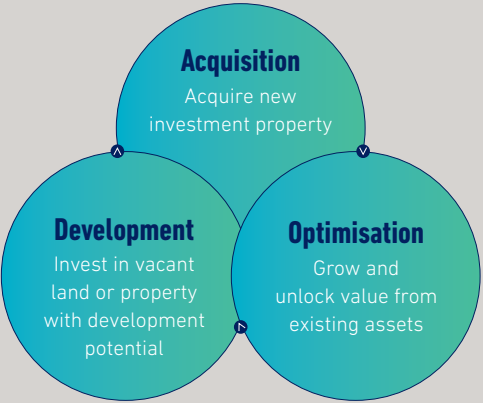 Acquisition
Acquire new
investment property
Development
Invest in vacant
land or property
with development
potential
Optimisation
Grow and
unlock value from
existing assets